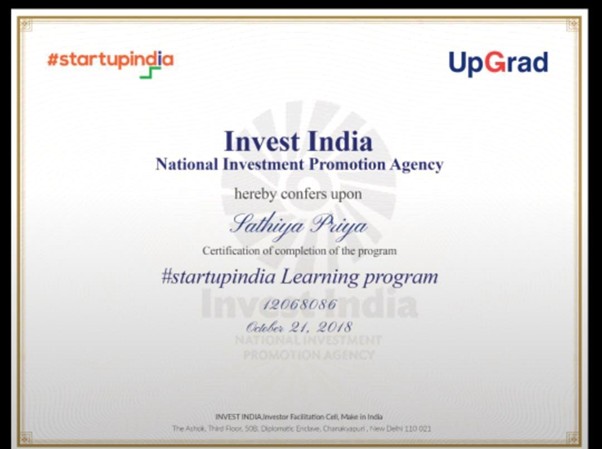 #startupindia
UpGrad
Invest India
National Investment Promotion Agency
hereby confers upon
Sathiya Priya
Certification of completion of the program
#startupindia Learning program
12068086
Invest India
October 21, 2018
NATIONAL INVESTMENT
PROMOTION AGENCY
INVEST INDIA,Investor Facilitation Cell, Make in India
The Ashok, Third Floor, 50B, Diplomatic Enclave, Chanakyapuri , New Delhi 110 021